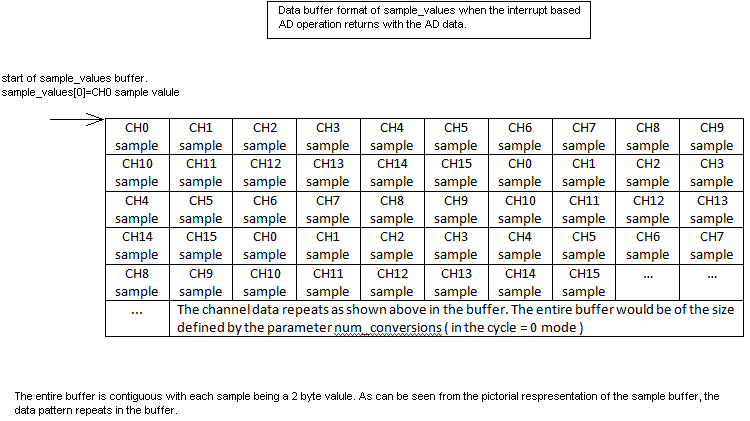 Data buffer format of sample_values when the interrupt based
AD operation returns with the AD data.
start of sample_values buffer.
sample_values[0]=CH0 sample valule
CH0 CH1 CH2 CH3 CH4 CH5 CH6 CH7 CH8 CH9
sample sample sample sample sample sample sample sample sample sample
CH10 CH11 CH12 CH13 CH14 CH15 CH0 CH1 CH2 CH3
sample sample sample sample sample sample sample sample sample sample
CH4 CH5 CH6 CH7 CH8 CH9 CH10 CH11 CH12 CH13
sample sample sample sample sample sample sample sample sample sample
CH14 CH15 CH0 CH1 CH2 CH3 CH4 CH5 CH6 CH7
sample sample sample sample sample sample sample sample sample sample
CH8 CH9 CH10 CH11 CH12 CH13 CH14 CH15 ... ...
sample sample sample sample sample sample sample sample
... The channel data repeats as shown above in the buffer. The entire buffer would be of the size
defined by the parameter num_conversions ( in the cycle = 0 mode )
The entire buffer is contiguous with each sample being a 2 byte valule. As can be seen from the pictorial respresentation of the sample buffer, the
data pattern repeats in the buffer.